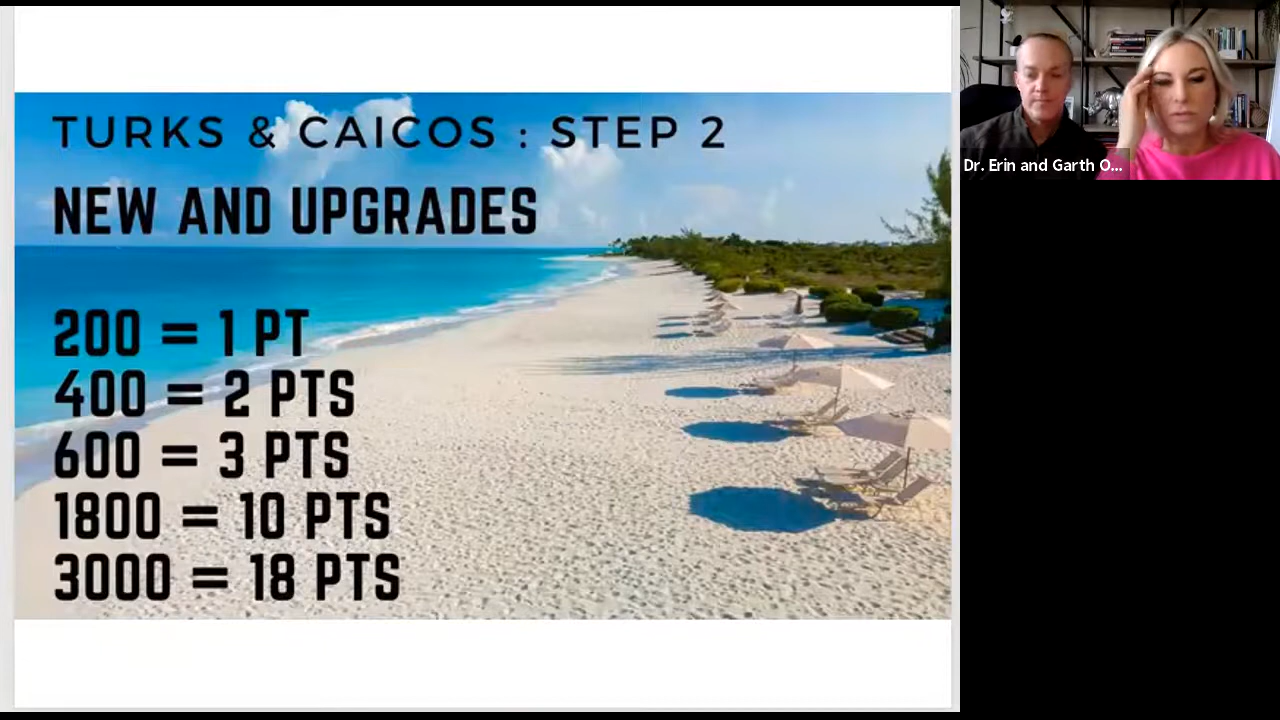 TURKS & CAICOS : STEP 2
NEW AND UPGRADES
200 = 1 PT
400 = 2 PTS
600 = 3 PTS
1800 = 10 PTS
3000 = 18 PTS
Dr. Erin and Garth O...